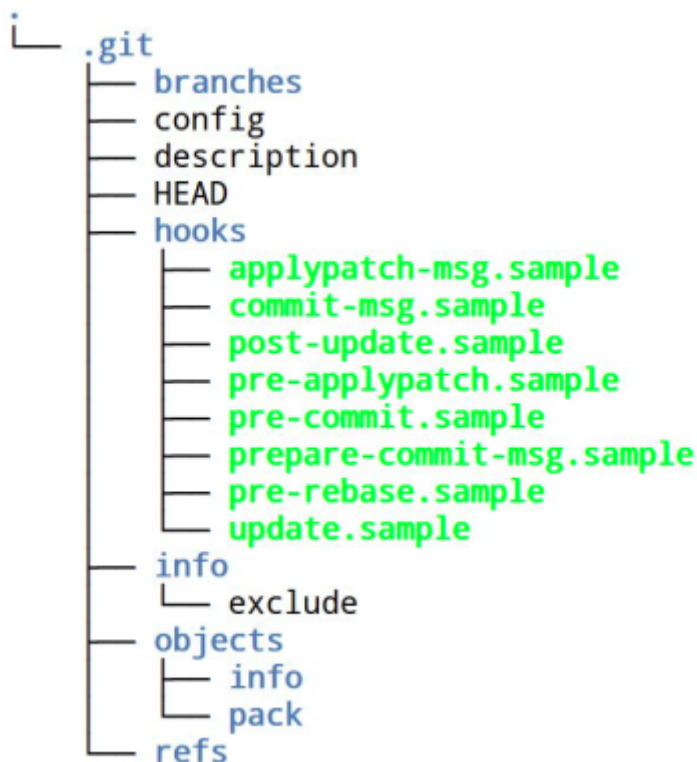 .
└── .git
    ├── branches
    ├── config
    ├── description
    ├── HEAD
    ├── hooks
    │   ├── applypatch-msg.sample
    │   ├── commit-msg.sample
    │   ├── post-update.sample
    │   ├── pre-applypatch.sample
    │   ├── pre-commit.sample
    │   ├── prepare-commit-msg.sample
    │   ├── pre-rebase.sample
    │   └── update.sample
    ├── info
    │   └── exclude
    ├── objects
    │   ├── info
    │   └── pack
    └── refs